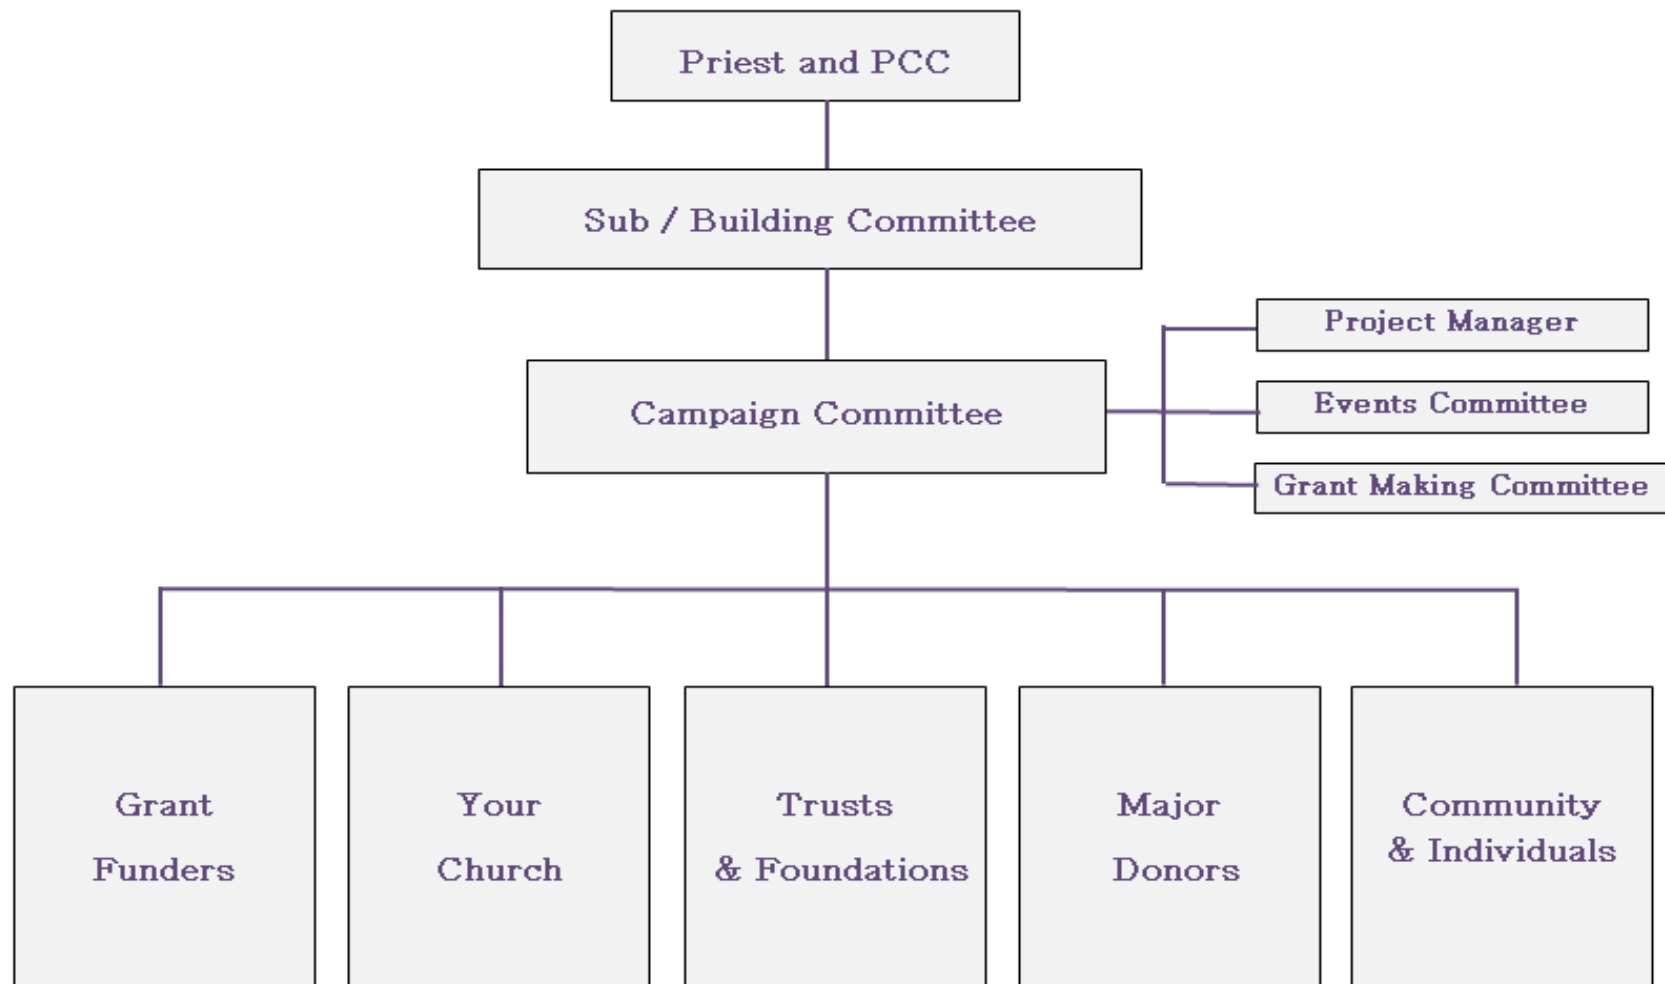 Priest and PCC
Sub / Building Committee
Project Manager
Campaign Committee
Events Committee
Grant Making Committee
Grant
Funders
Your
Church
Trusts
& Foundations
Major
Donors
Community
& Individuals